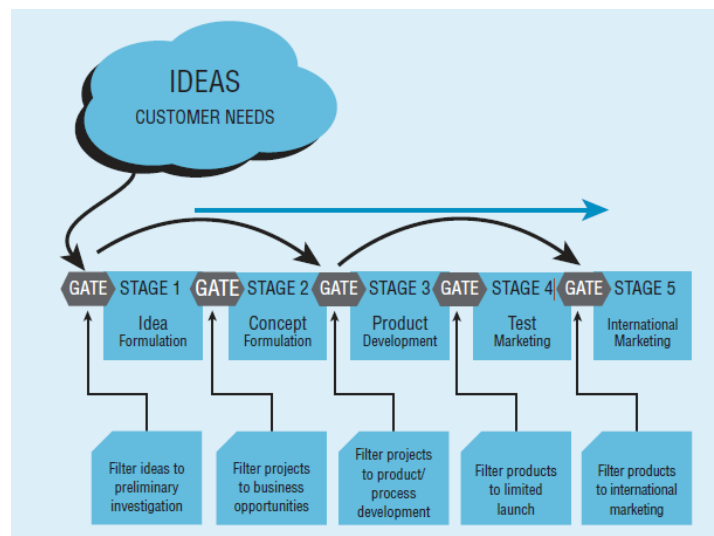 IDEAS
CUSTOMER NEEDS
GATE STAGE 1 GATE STAGE 2 GATE STAGE 3 GATE STAGE 4 GATE STAGE 5
Idea
Formulation
Concept
Formulation
Product
Development
Test
Marketing
International
Marketing
Filter ideas to
preliminary
investigation
Filter projects
to business
opportunities
Filter projects
to product/
process
development
Filter products
to limited
launch
Filter products
to international
marketing